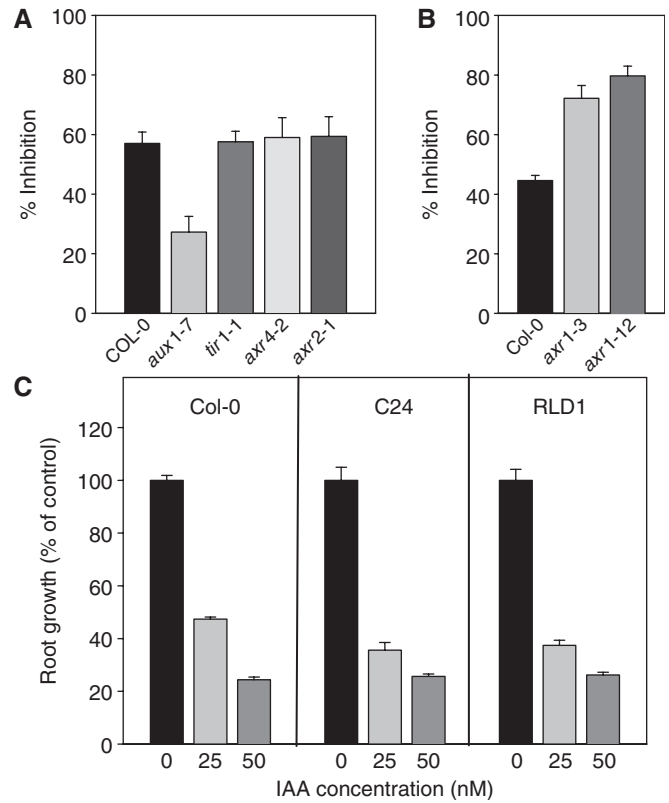 A
% Inhibition
100
80
60
40
20
0
COL-0
aux1-7
tir1-1
axr4-2
axr2-1
B
% Inhibition
100
80
60
40
20
0
Col-0
axr1-3
axr1-12
C
Col-0
C24
RLD1
Root growth (% of control)
120
100
80
60
40
20
0
0 25 50 0 25 50 0 25 50
IAA concentration (nM)